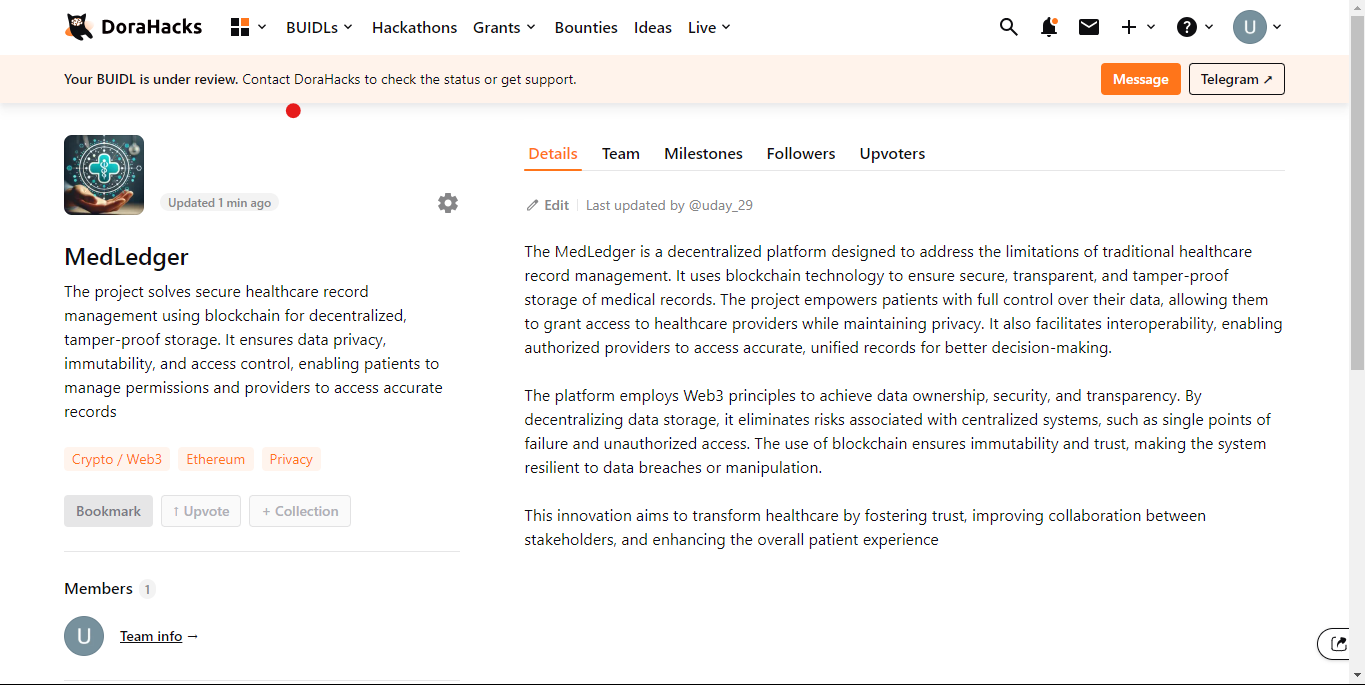 DoraHacks BUIDLs Hackathons Grants Bounties Ideas Live U
Your BUIDL is under review. Contact DoraHacks to check the status or get support. Message Telegram ↗
Updated 1 min ago
MedLedger
The project solves secure healthcare record
management using blockchain for decentralized,
tamper-proof storage. It ensures data privacy,
immutability, and access control, enabling patients to
manage permissions and providers to access accurate
records
Crypto / Web3 Ethereum Privacy
Bookmark ↑ Upvote + Collection
Members 1
U Team info →
Details Team Milestones Followers Upvoters
Edit Last updated by @uday_29
The MedLedger is a decentralized platform designed to address the limitations of traditional healthcare
record management. It uses blockchain technology to ensure secure, transparent, and tamper-proof
storage of medical records. The project empowers patients with full control over their data, allowing them
to grant access to healthcare providers while maintaining privacy. It also facilitates interoperability, enabling
authorized providers to access accurate, unified records for better decision-making.
The platform employs Web3 principles to achieve data ownership, security, and transparency. By
decentralizing data storage, it eliminates risks associated with centralized systems, such as single points of
failure and unauthorized access. The use of blockchain ensures immutability and trust, making the system
resilient to data breaches or manipulation.
This innovation aims to transform healthcare by fostering trust, improving collaboration between
stakeholders, and enhancing the overall patient experience